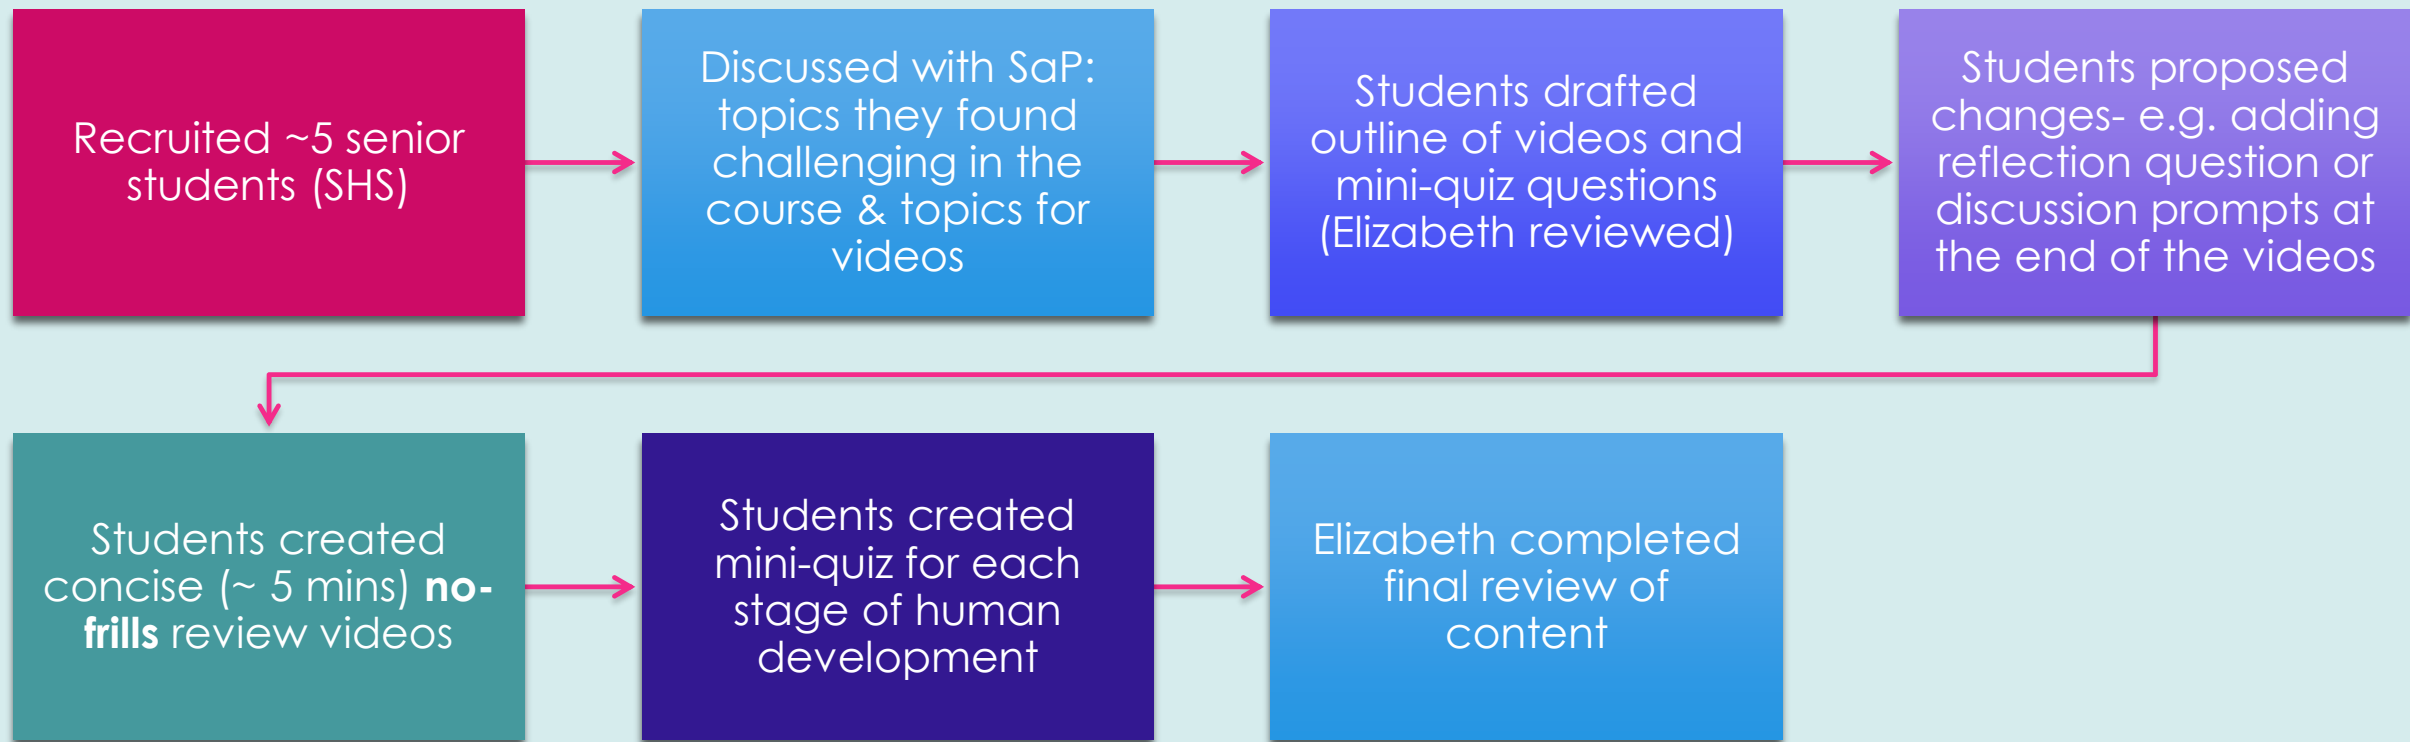 Recruited ~5 senior
students (SHS)
Discussed with SaP:
topics they found
challenging in the
course & topics for
videos
Students drafted
outline of videos and
mini-quiz questions
(Elizabeth reviewed)
Students proposed
changes- e.g. adding
reflection question or
discussion prompts at
the end of the videos
Students created
concise (~ 5 mins) no-
frills review videos
Students created
mini-quiz for each
stage of human
development
Elizabeth completed
final review of
content